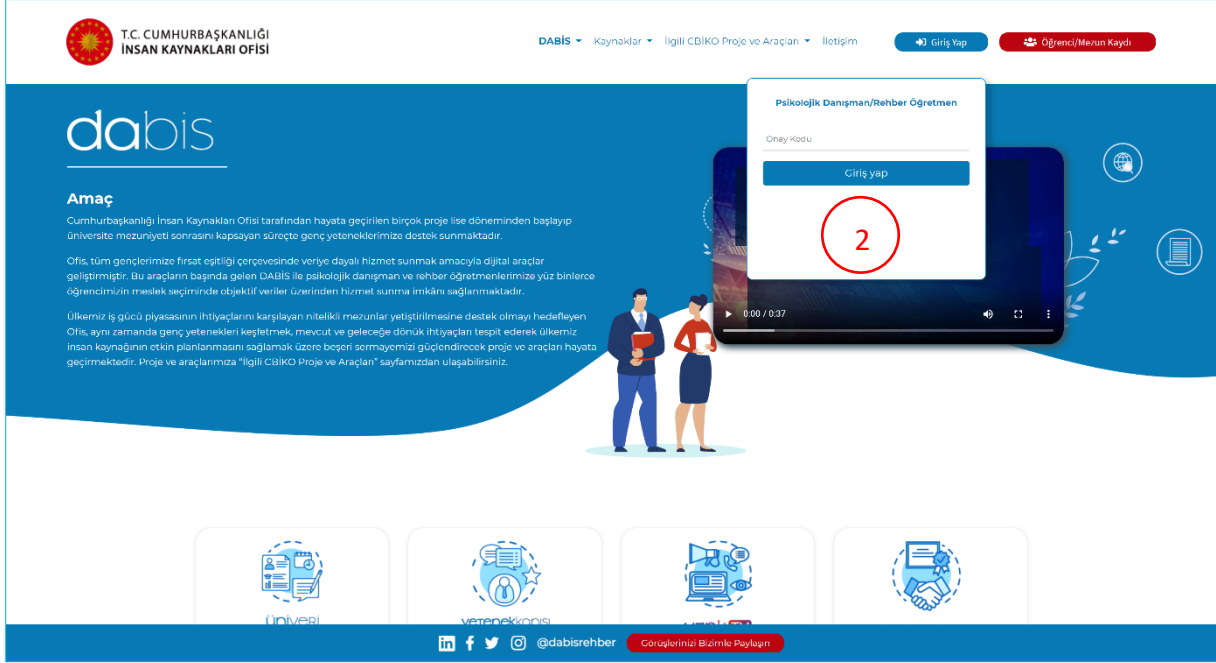 T.C. CUMHURBAŞKANLIĞI
İNSAN KAYNAKLARI OFİSİ
DABİS Kaynaklar İlgili CBİKO Proje ve Araçları İletişim Giriş Yap Öğrenci/Mezun Kaydı
Psikolojik Danışman/Rehber Öğretmen
Onay Kodu
Giriş yap
2
dabis
Amaç
Cumhurbaşkanlığı İnsan Kaynakları Ofisi tarafından hayata geçirilen birçok proje lise döneminden başlayıp
üniversite mezuniyeti sonrasını kapsayan süreçte genç yeteneklerimize destek sunmaktadır.
Ofis, tüm gençlerimize fırsat eşitliği çerçevesinde veriye dayalı hizmet sunmak amacıyla dijital araçlar
geliştirmiştir. Bu araçların başında gelen DABİS ile psikolojik danışman ve rehber öğretmenlerimize yüz binlerce
öğrencimizin meslek seçiminde objektif veriler üzerinden hizmet sunma imkânı sağlanmaktadır.
Ülkemiz iş gücü piyasasının ihtiyaçlarını karşılayan nitelikli mezunlar yetiştirilmesine destek olmayı hedefleyen
Ofis, aynı zamanda genç yetenekleri keşfetmek, mevcut ve geleceğe dönük ihtiyaçları tespit ederek ülkemiz
insan kaynağının etkin planlanmasını sağlamak üzere beşeri sermayemizi güçlendirecek proje ve araçları hayata
geçirmektedir. Proje ve araçlarımıza "İlgili CBİKO Proje ve Araçları" sayfamızdan ulaşabilirsiniz.
0:00 / 0:37
üniveri
yetenekkapısı
@dabisrehber Görüşlerinizi Bizimle Paylaşın